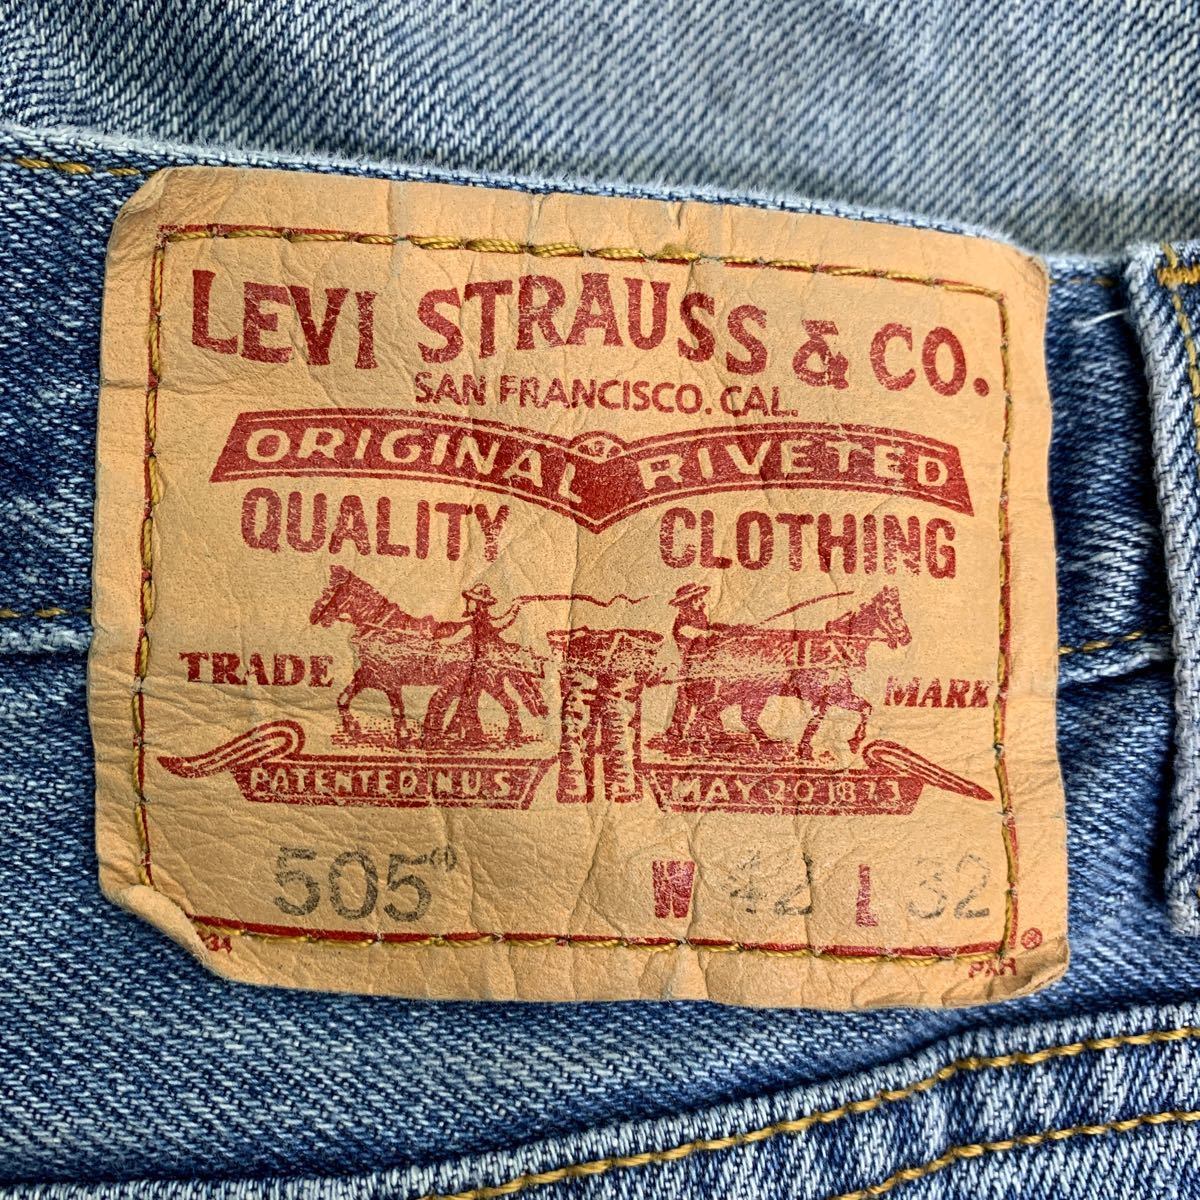 LEVI STRAUSS & CO.
SAN FRANCISCO. CAL.
ORIGINAL RIVETED
QUALITY CLOTHING
TRADE MARK
PATENTED IN U.S. MAY 20 1873
505 W 42 L 32
®